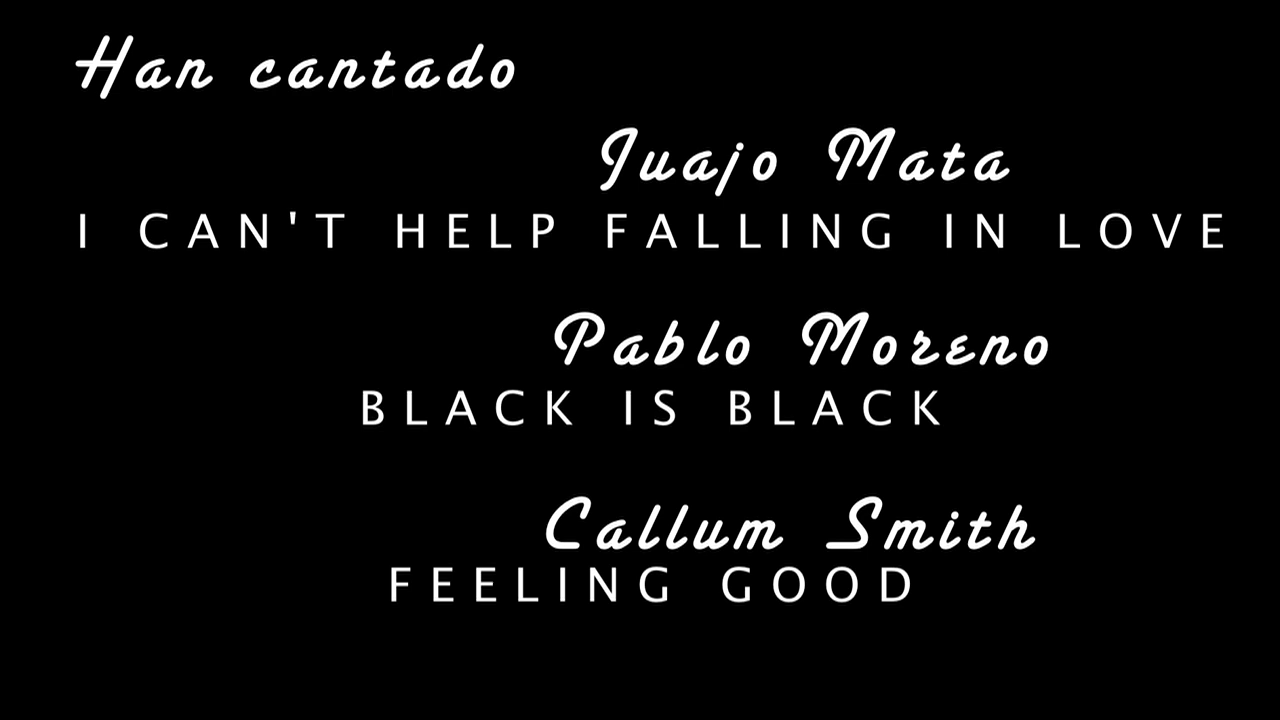 Han cantado
Juajo Mata
I CAN'T HELP FALLING IN LOVE
Pablo Moreno
BLACK IS BLACK
Callum Smith
FEELING GOOD